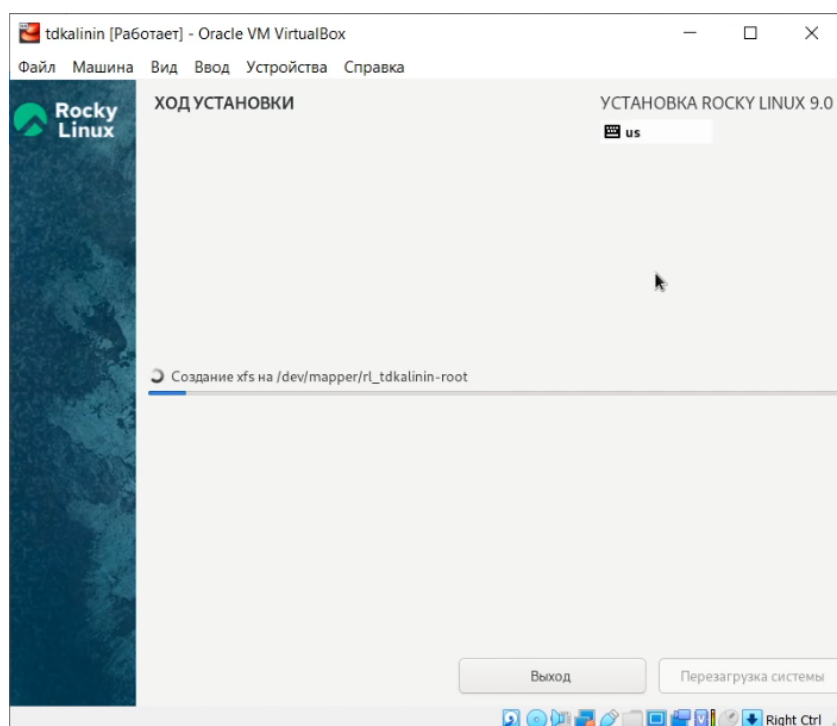 tdkalinin [Работает] - Oracle VM VirtualBox
Файл Машина Вид Ввод Устройства Справка
Rocky
Linux
ХОД УСТАНОВКИ
УСТАНОВКА ROCKY LINUX 9.0
us
Создание xfs на /dev/mapper/rl_tdkalinin-root
Выход
Перезагрузка системы
Right Ctrl